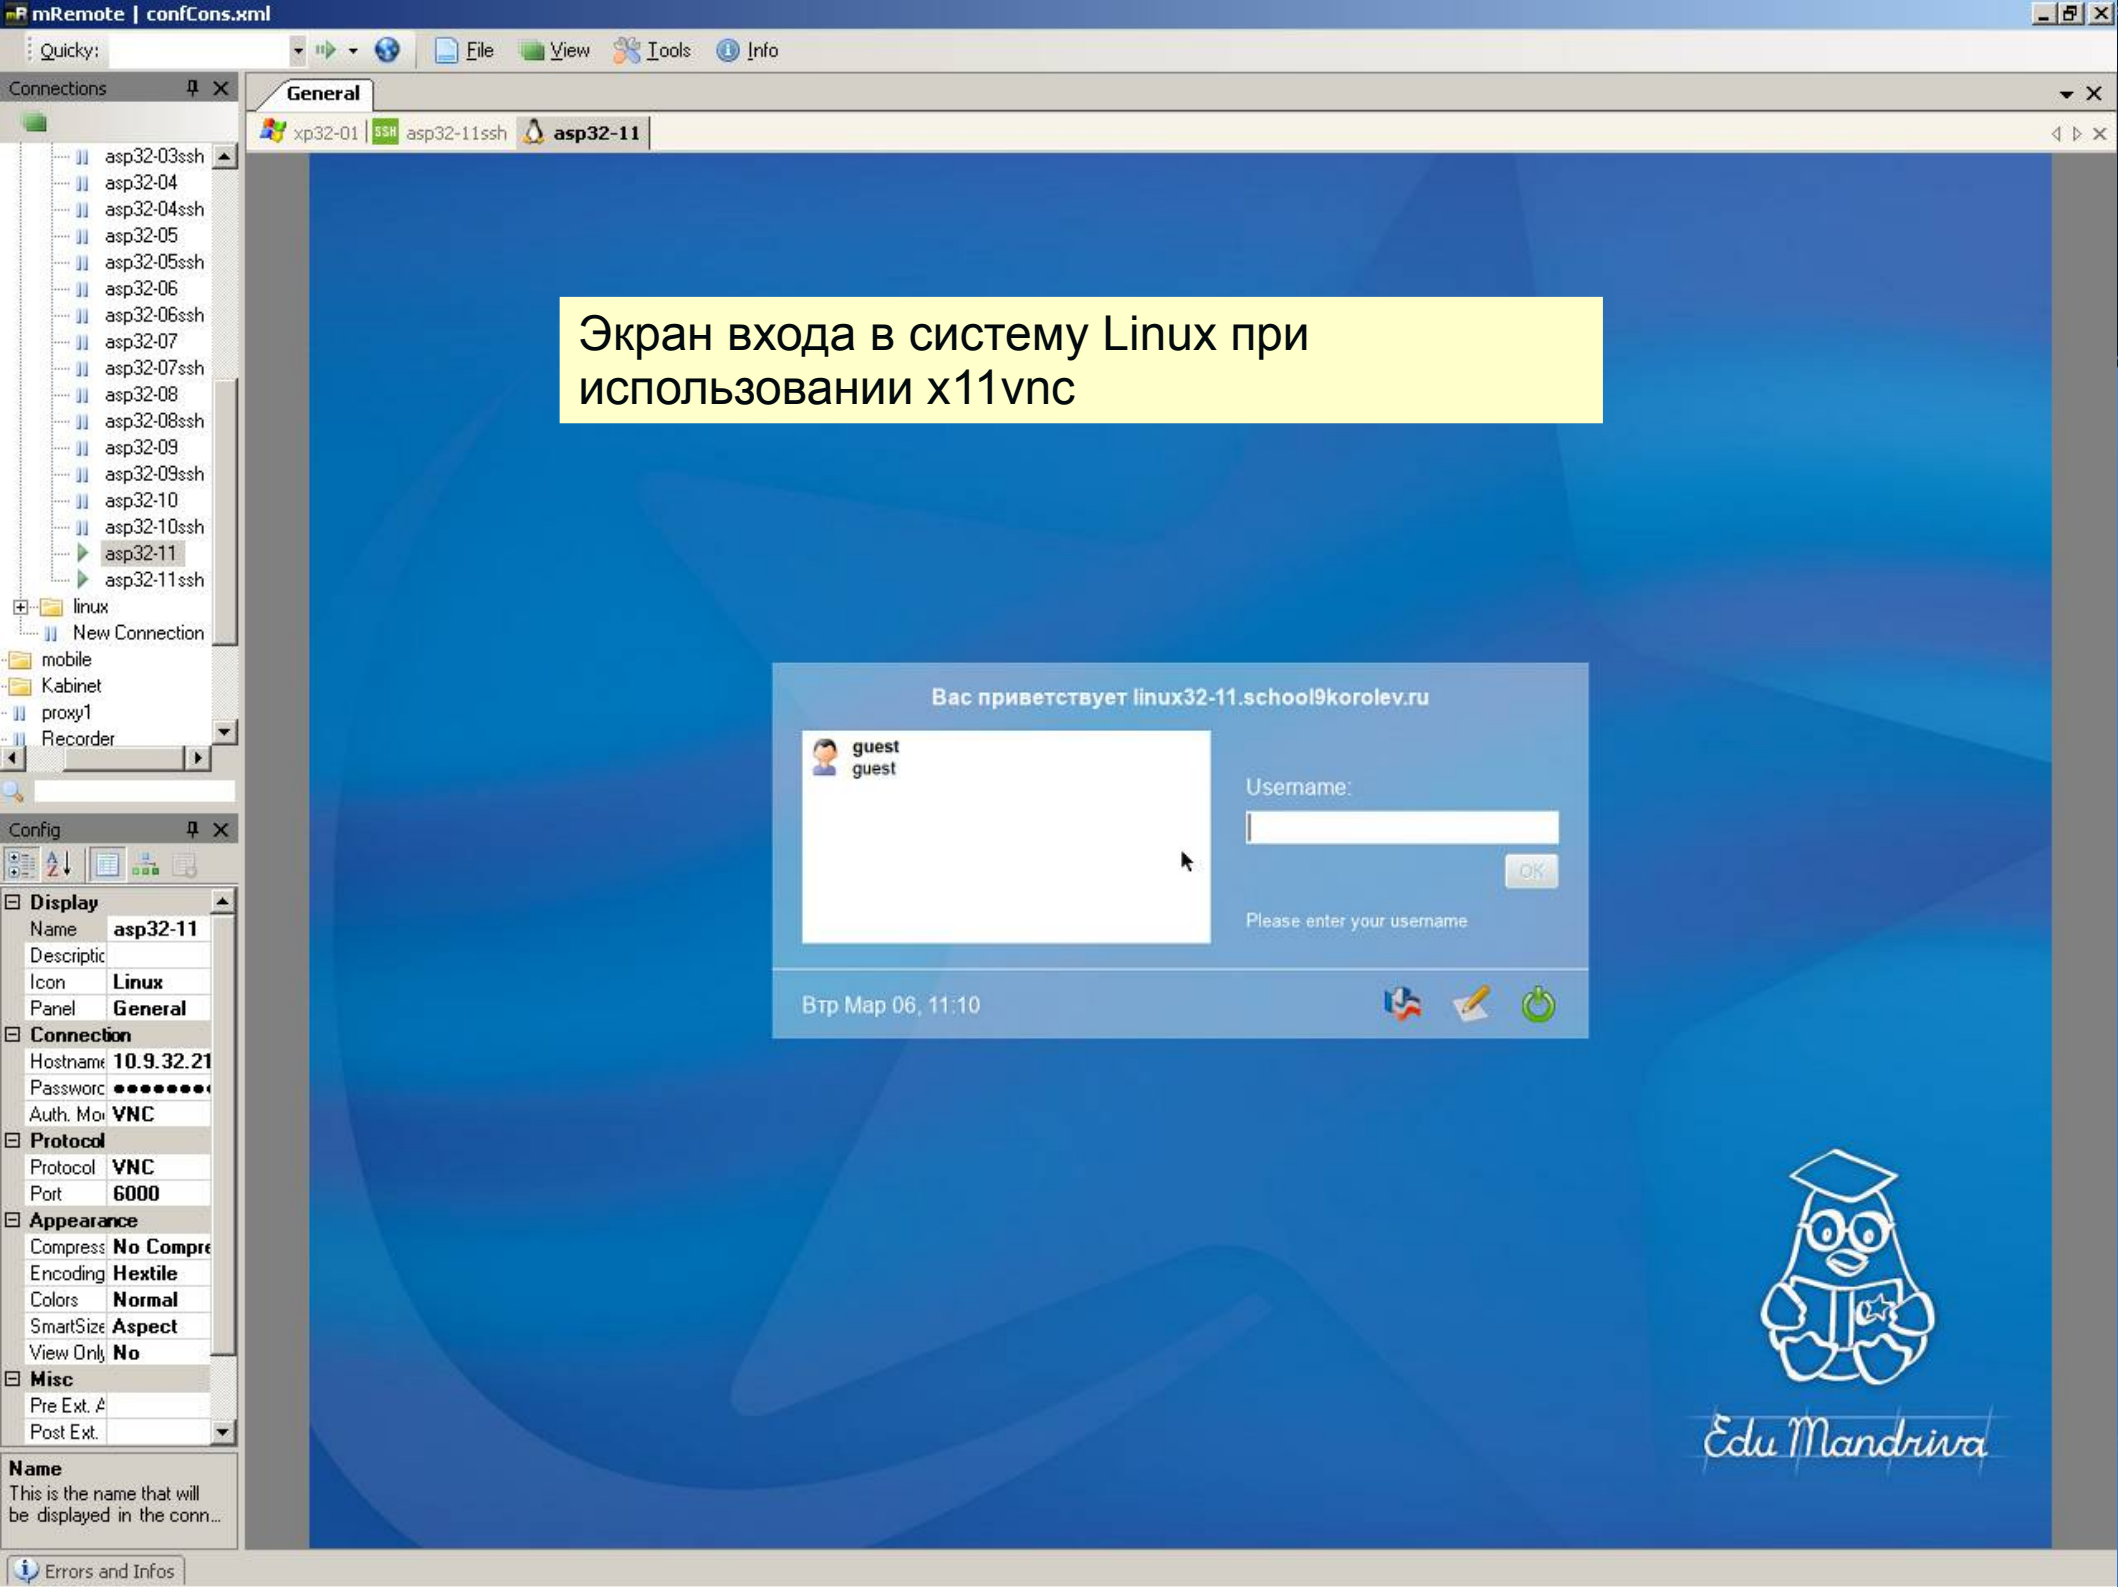 mRemote | confCons.xml
Quicky:
File
View
Tools
Info
Connections
General
xp32-01
SSH
asp32-11ssh
asp32-11
asp32-03ssh
asp32-04
asp32-04ssh
asp32-05
asp32-05ssh
asp32-06
asp32-06ssh
asp32-07
asp32-07ssh
asp32-08
asp32-08ssh
asp32-09
asp32-09ssh
asp32-10
asp32-10ssh
asp32-11
asp32-11ssh
linux
New Connection
mobile
Kabinet
proxy1
Recorder
Экран входа в систему Linux при
использовании x11vnc
Вас приветствует linux32-11.school9korolev.ru
guest
guest
Username:
OK
Please enter your username
Втр Мар 06, 11:10
Edu Mandriva
Config
Display
Name asp32-11
Descriptic
Icon Linux
Panel General
Connection
Hostname 10.9.32.21
Password
Auth. Mo VNC
Protocol
Protocol VNC
Port 6000
Appearance
Compress No Compre
Encoding Hextile
Colors Normal
SmartSize Aspect
View Only No
Misc
Pre Ext. A
Post Ext.
Name
This is the name that will
be displayed in the conn...
Errors and Infos